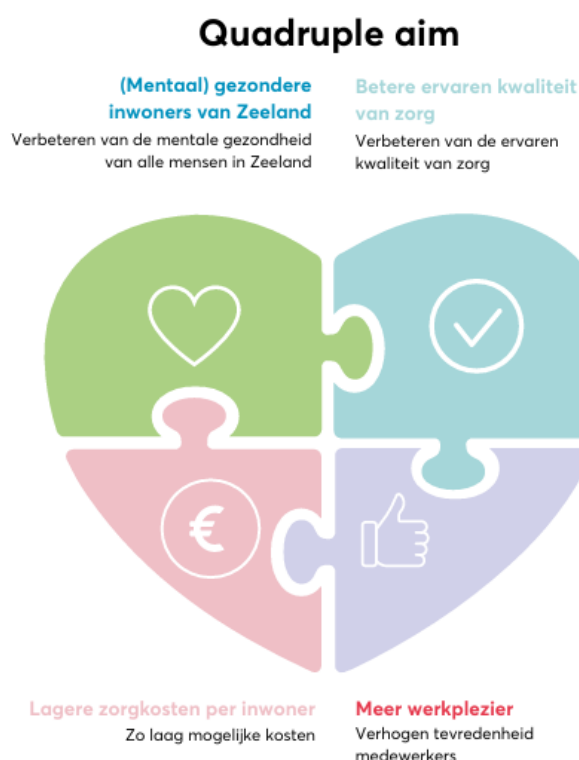 Quadruple aim
(Mentaal) gezondere
inwoners van Zeeland
Verbeteren van de mentale gezondheid
van alle mensen in Zeeland
Betere ervaren kwaliteit
van zorg
Verbeteren van de ervaren
kwaliteit van zorg
€
Lagere zorgkosten per inwoner
Zo laag mogelijke kosten
Meer werkplezier
Verhogen tevredenheid
medewerkers